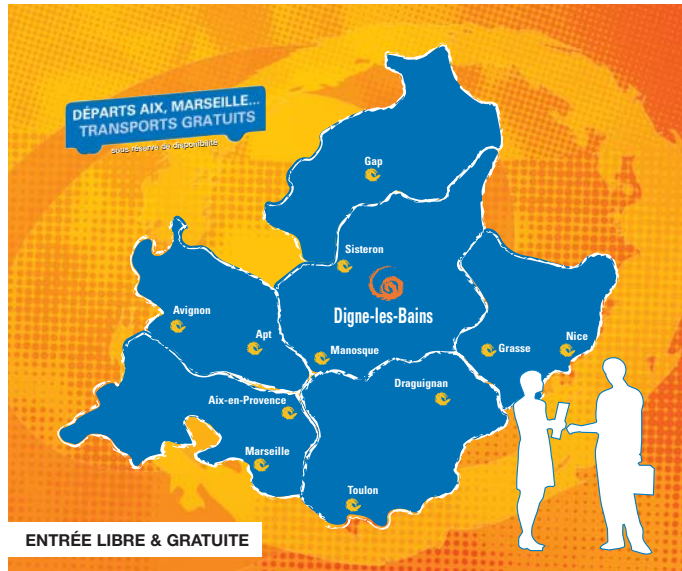 DÉPARTS AIX, MARSEILLE...
TRANSPORTS GRATUITS
sous réserve de disponibilité
Gap
Sisteron
Digne-les-Bains
Avignon
Apt
Manosque
Grasse
Nice
Draguignan
Aix-en-Provence
Marseille
Toulon
ENTRÉE LIBRE & GRATUITE